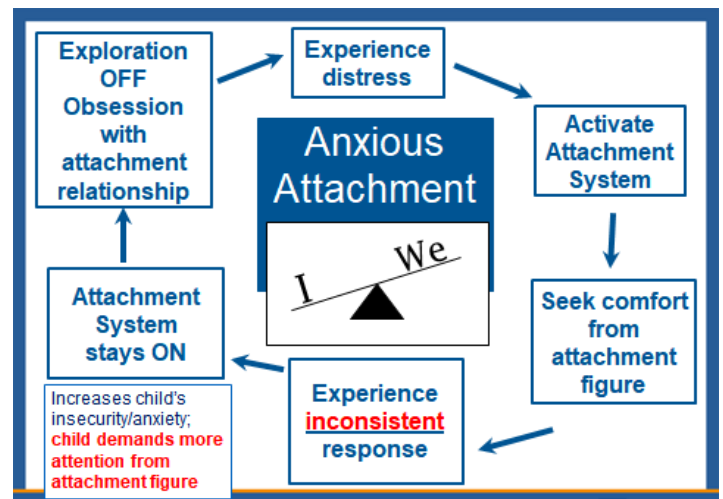 Exploration
OFF
Obsession
with
attachment
relationship
Experience
distress
Activate
Attachment
System
Seek comfort
from
attachment
figure
Experience
inconsistent
response
Attachment
System
stays ON
Increases child's
insecurity/anxiety;
child demands more
attention from
attachment figure
Anxious
Attachment
I
We